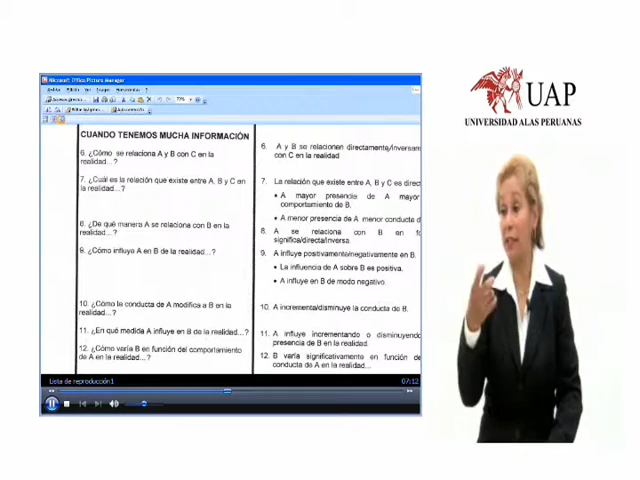 Microsoft Office Picture Manager
UAP
UNIVERSIDAD ALAS PERUANAS
CUANDO TENEMOS MUCHA INFORMACIÓN
6. ¿Cómo se relaciona A y B con C en la
realidad...?
7. ¿Cuál es la relación que existe entre A, B y C en
la realidad...?
8. ¿De qué manera A se relaciona con B en la
realidad...?
9. ¿Cómo influye A en B de la realidad...?
10. ¿Cómo la conducta de A modifica a B en la
realidad...?
11. ¿En qué medida A influye en B de la realidad...?
12. ¿Cómo varía B en función del comportamiento
de A en la realidad...?
6. A y B se relacionen directamente/inversam
con C en la realidad
7. La relación que existe entre A, B y C es direc
• A mayor presencia de A mayor
comportamiento de B.
• A menor presencia de A menor conducta d
8. A se relaciona con B en f
significa/directa/inversa.
9. A influye positivamente/negativamente en B.
• La influencia de A sobre B es positiva.
• A influye en B de modo negativo.
10. A incrementa/disminuye la conducta de B.
11. A influye incrementando o disminuyendo
presencia de B en la realidad
12. B varía significativamente en función de
conducta de A en la realidad...
Lista de reproducción1
07:12